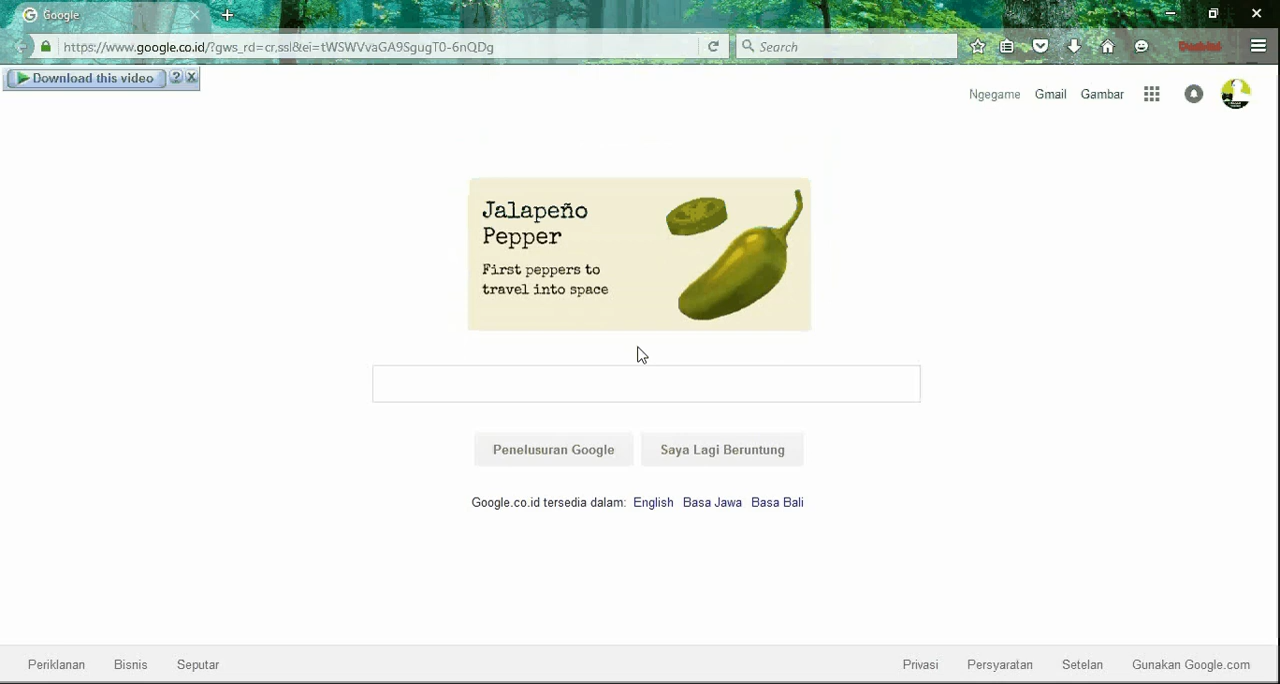 Google
https://www.google.co.id/?gws_rd=cr,ssl&ei=tWSWVvaGA9SgugT0-6nQDg
Search
Download this video ? X
Ngegame Gmail Gambar
Jalapeño
Pepper
First peppers to
travel into space
Penelusuran Google Saya Lagi Beruntung
Google.co.id tersedia dalam: English Basa Jawa Basa Bali
Periklanan Bisnis Seputar Privasi Persyaratan Setelan Gunakan Google.com